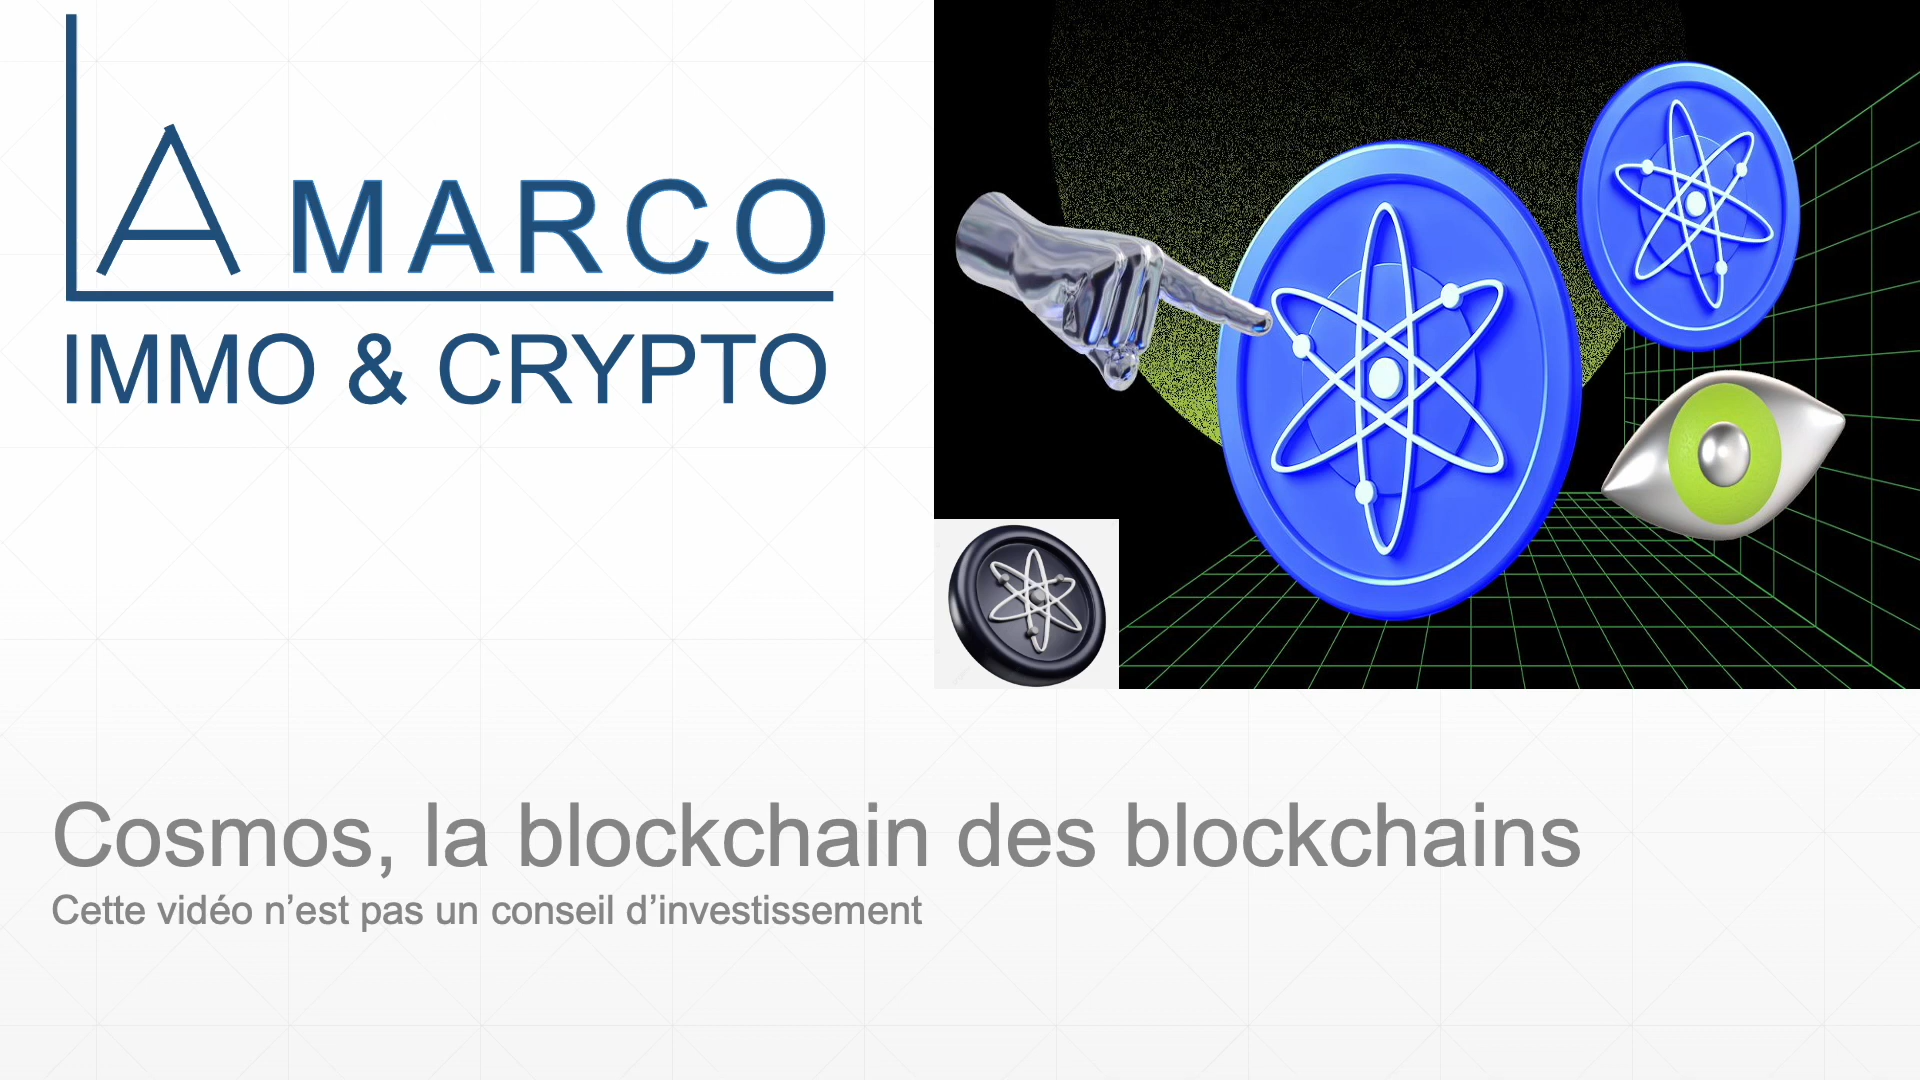 LA MARCO
IMMO & CRYPTO
Cosmos, la blockchain des blockchains
Cette vidéo n’est pas un conseil d’investissement